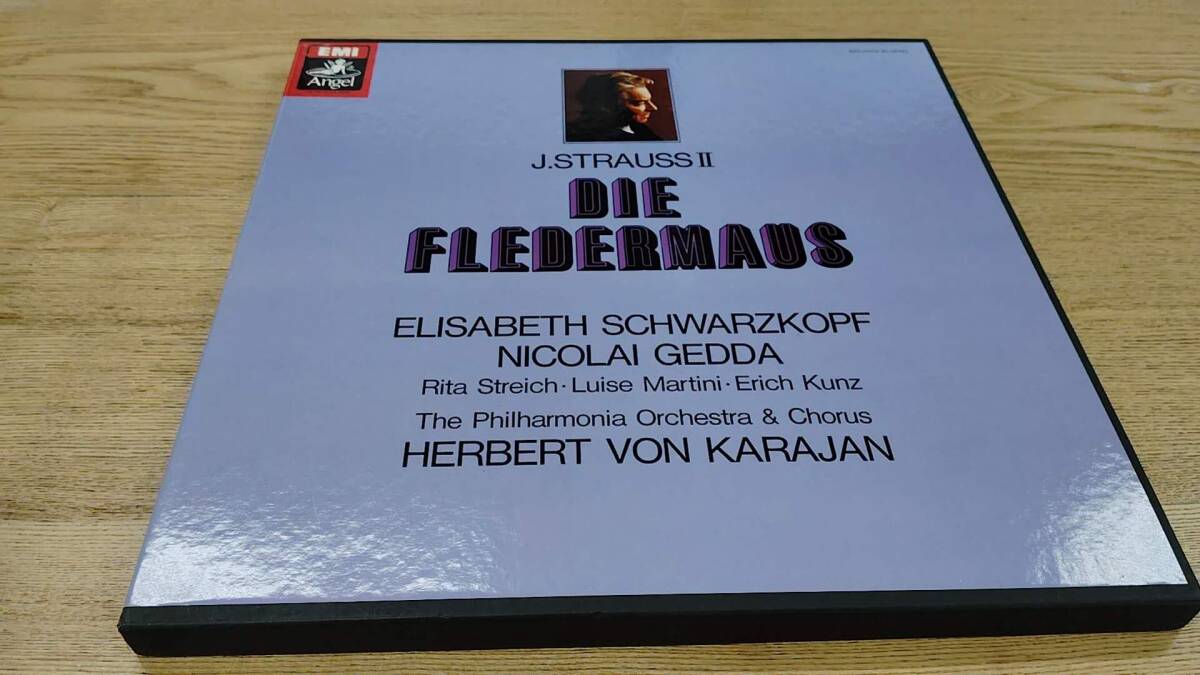 EMI
Angel
J.STRAUSS II
DIE
FLEDERMAUS
ELISABETH SCHWARZKOPF
NICOLAI GEDDA
Rita Streich · Luise Martini · Erich Kunz
The Philharmonia Orchestra & Chorus
HERBERT VON KARAJAN